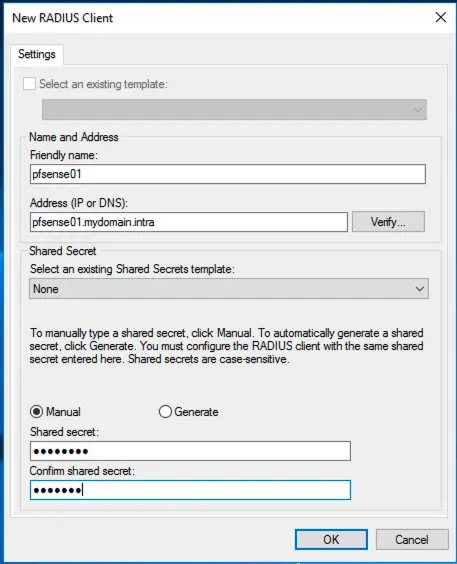 New RADIUS Client
Settings
Select an existing template:
Name and Address
Friendly name:
pfsense01
Address (IP or DNS):
pfsense01.mydomain.intra
Verify...
Shared Secret
Select an existing Shared Secrets template:
None
To manually type a shared secret, click Manual. To automatically generate a shared
secret, click Generate. You must configure the RADIUS client with the same shared
secret entered here. Shared secrets are case-sensitive.
Manual Generate
Shared secret:
●●●●●●●●
Confirm shared secret:
●●●●●●●
OK Cancel